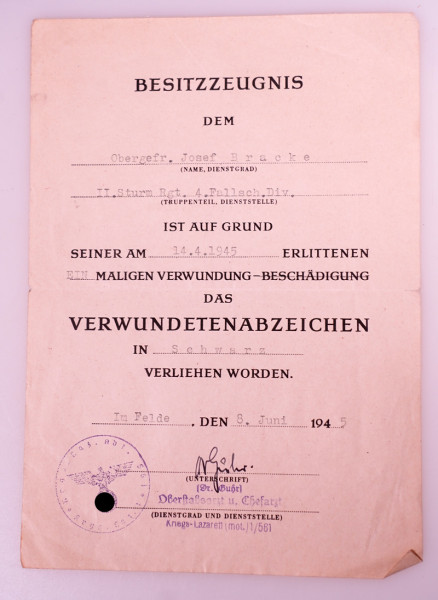 BESITZZEUGNIS
DEM
Obergefr. Josef Brucke
(NAME, DIENSTGRAD)
II.Sturm Rgt. 4.Fallsch.Div.
(TRUPPENTEIL, DIENSTSTELLE)
IST AUF GRUND
SEINER AM 14.4.1945 ERLITTENEN
EIN MALIGEN VERWUNDUNG–BESCHÄDIGUNG
DAS
VERWUNDETENABZEICHEN
IN Schwarz
VERLIEHEN WORDEN.
Im Felde, DEN 8. Juni 1945
(UNTERSCHRIFT)
(Dr. Guhr)
Oberstabsarzt u. Chefarzt
(DIENSTGRAD UND DIENSTSTELLE)
Kriegs-Lazarett (mot.) 1/561